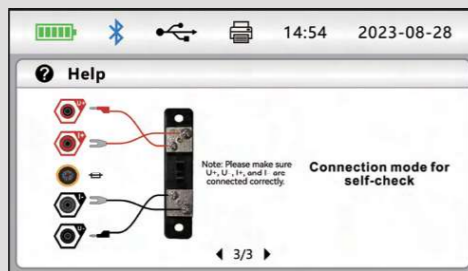 14:54 2023-08-28
Help
U+
I+
I-
U-
Note: Please make sure
U+, U-, I+, and I- are
connected correctly.
Connection mode for
self-check
3/3